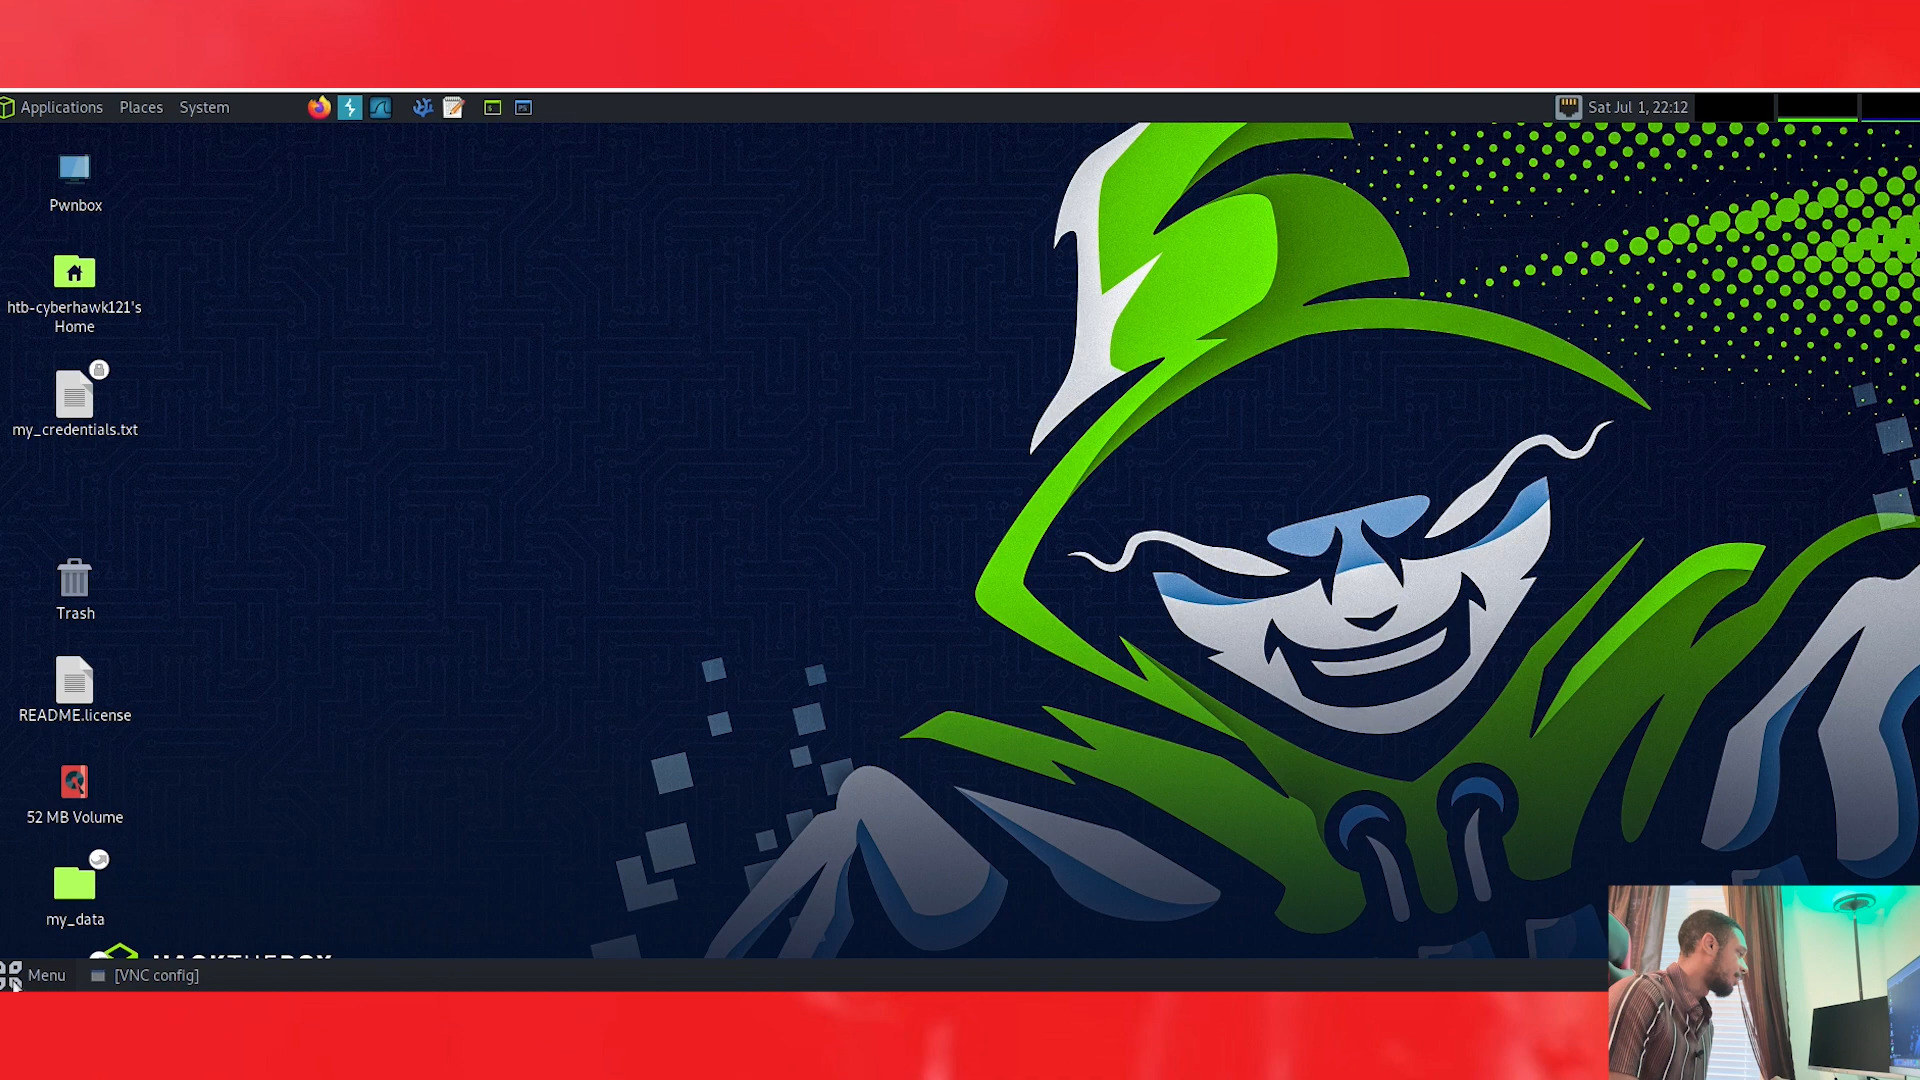 Applications Places System
Sat Jul 1, 22:12
Pwnbox
htb-cyberhawk121's
Home
my_credentials.txt
Trash
README.license
52 MB Volume
my_data
HACKTHEBOX
Menu [VNC config]